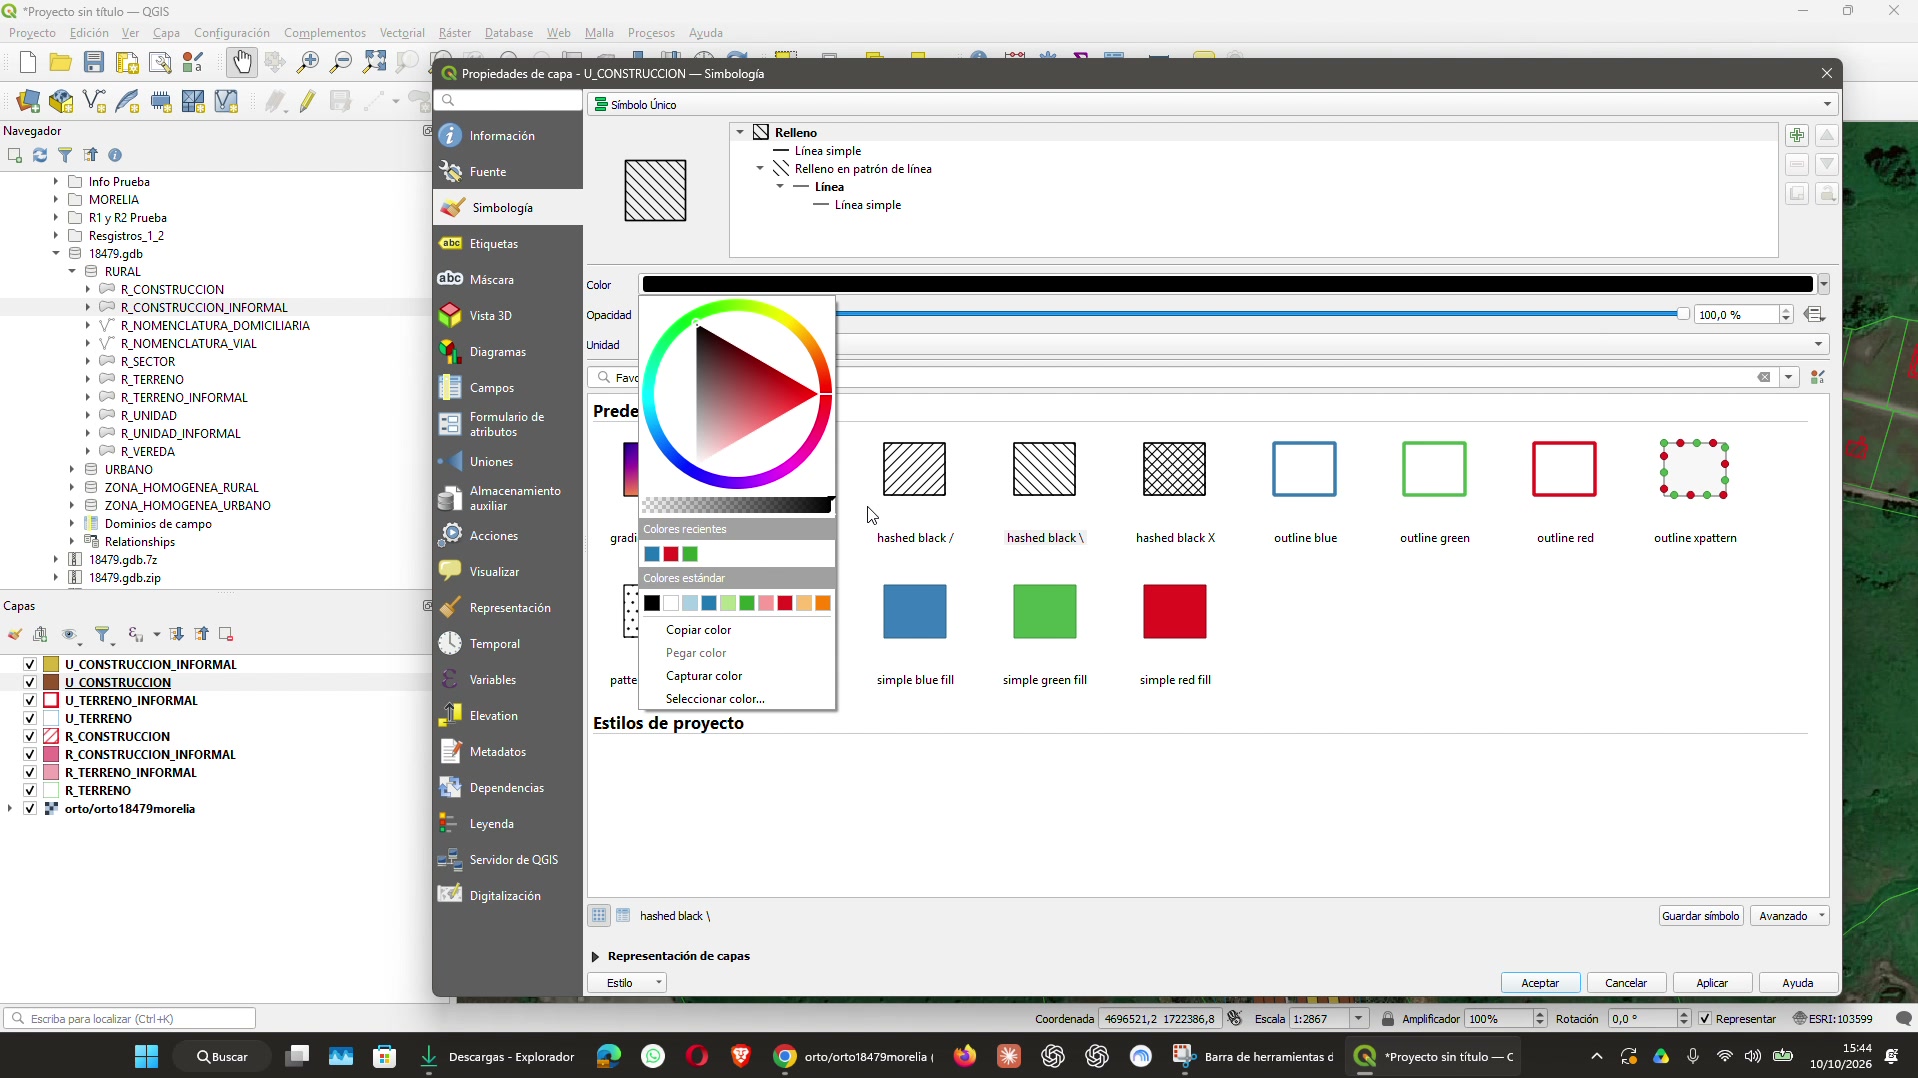 *Proyecto sin título — QGIS
Proyecto Edición Ver Capa Configuración Complementos Vectorial Ráster Database Web Malla Procesos Ayuda
Propiedades de capa - U_CONSTRUCCION — Simbología
Navegador
Info Prueba
MORELIA
R1 y R2 Prueba
Resgistros_1_2
18479.gdb
RURAL
R_CONSTRUCCION
R_CONSTRUCCION_INFORMAL
R_NOMENCLATURA_DOMICILIARIA
R_NOMENCLATURA_VIAL
R_SECTOR
R_TERRENO
R_TERRENO_INFORMAL
R_UNIDAD
R_UNIDAD_INFORMAL
R_VEREDA
URBANO
ZONA_HOMOGENEA_RURAL
ZONA_HOMOGENEA_URBANO
Dominios de campo
Relationships
18479.gdb.7z
18479.gdb.zip
Capas
U_CONSTRUCCION_INFORMAL
U_CONSTRUCCION
U_TERRENO_INFORMAL
U_TERRENO
R_CONSTRUCCION
R_CONSTRUCCION_INFORMAL
R_TERRENO_INFORMAL
R_TERRENO
orto/orto18479morelia
Información
Fuente
Simbología
abc Etiquetas
abc Máscara
Vista 3D
Diagramas
Campos
Formulario de
atributos
Uniones
Almacenamiento
auxiliar
Acciones
Visualizar
Representación
Temporal
Variables
Elevation
Metadatos
Dependencias
Leyenda
Servidor de QGIS
Digitalización
Símbolo Único
Relleno
Línea simple
Relleno en patrón de línea
Línea
Línea simple
Color
Opacidad 100,0 %
Unidad
Favo
Prede
gradi
hashed black /
hashed black \
hashed black X
outline blue
outline green
outline red
outline xpattern
patte
simple blue fill
simple green fill
simple red fill
Estilos de proyecto
Colores recientes
Colores estándar
Copiar color
Pegar color
Capturar color
Seleccionar color...
hashed black \
Guardar símbolo Avanzado
Representación de capas
Estilo Aceptar Cancelar Aplicar Ayuda
Escriba para localizar (Ctrl+K) Coordenada 4696521,2 1722386,8 Escala 1:2867 Amplificador 100% Rotación 0,0 ° Representar ESRI:103599
Buscar Descargas - Explorador orto/orto18479morelia ( Barra de herramientas d *Proyecto sin título — C
15:44
10/10/2026